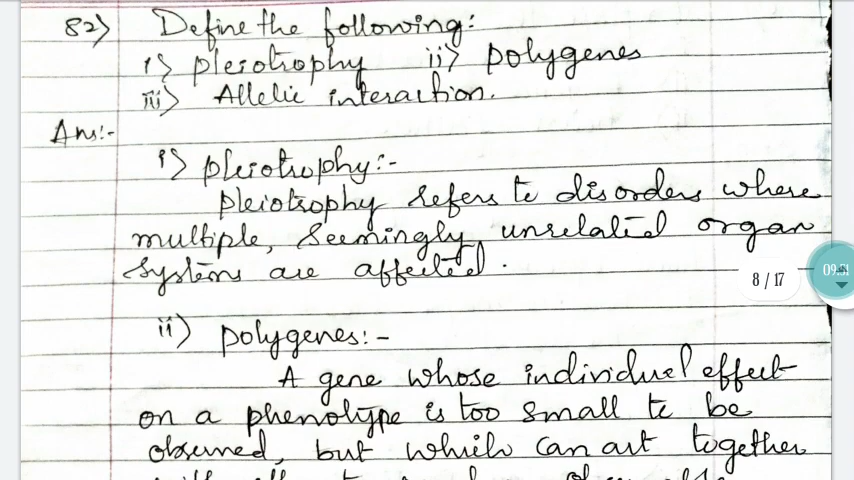 82) Define the following:
i) pleiotrophy ii) polygenes
iii) Allelic interaction.
Ans:-
i) pleiotrophy:-
pleiotrophy refers to disorders where
multiple, seemingly unrelated organ
systems are affected.
8 / 17
09:51
ii) polygenes:-
A gene whose individual effect
on a phenotype is too small to be
observed, but which can act together